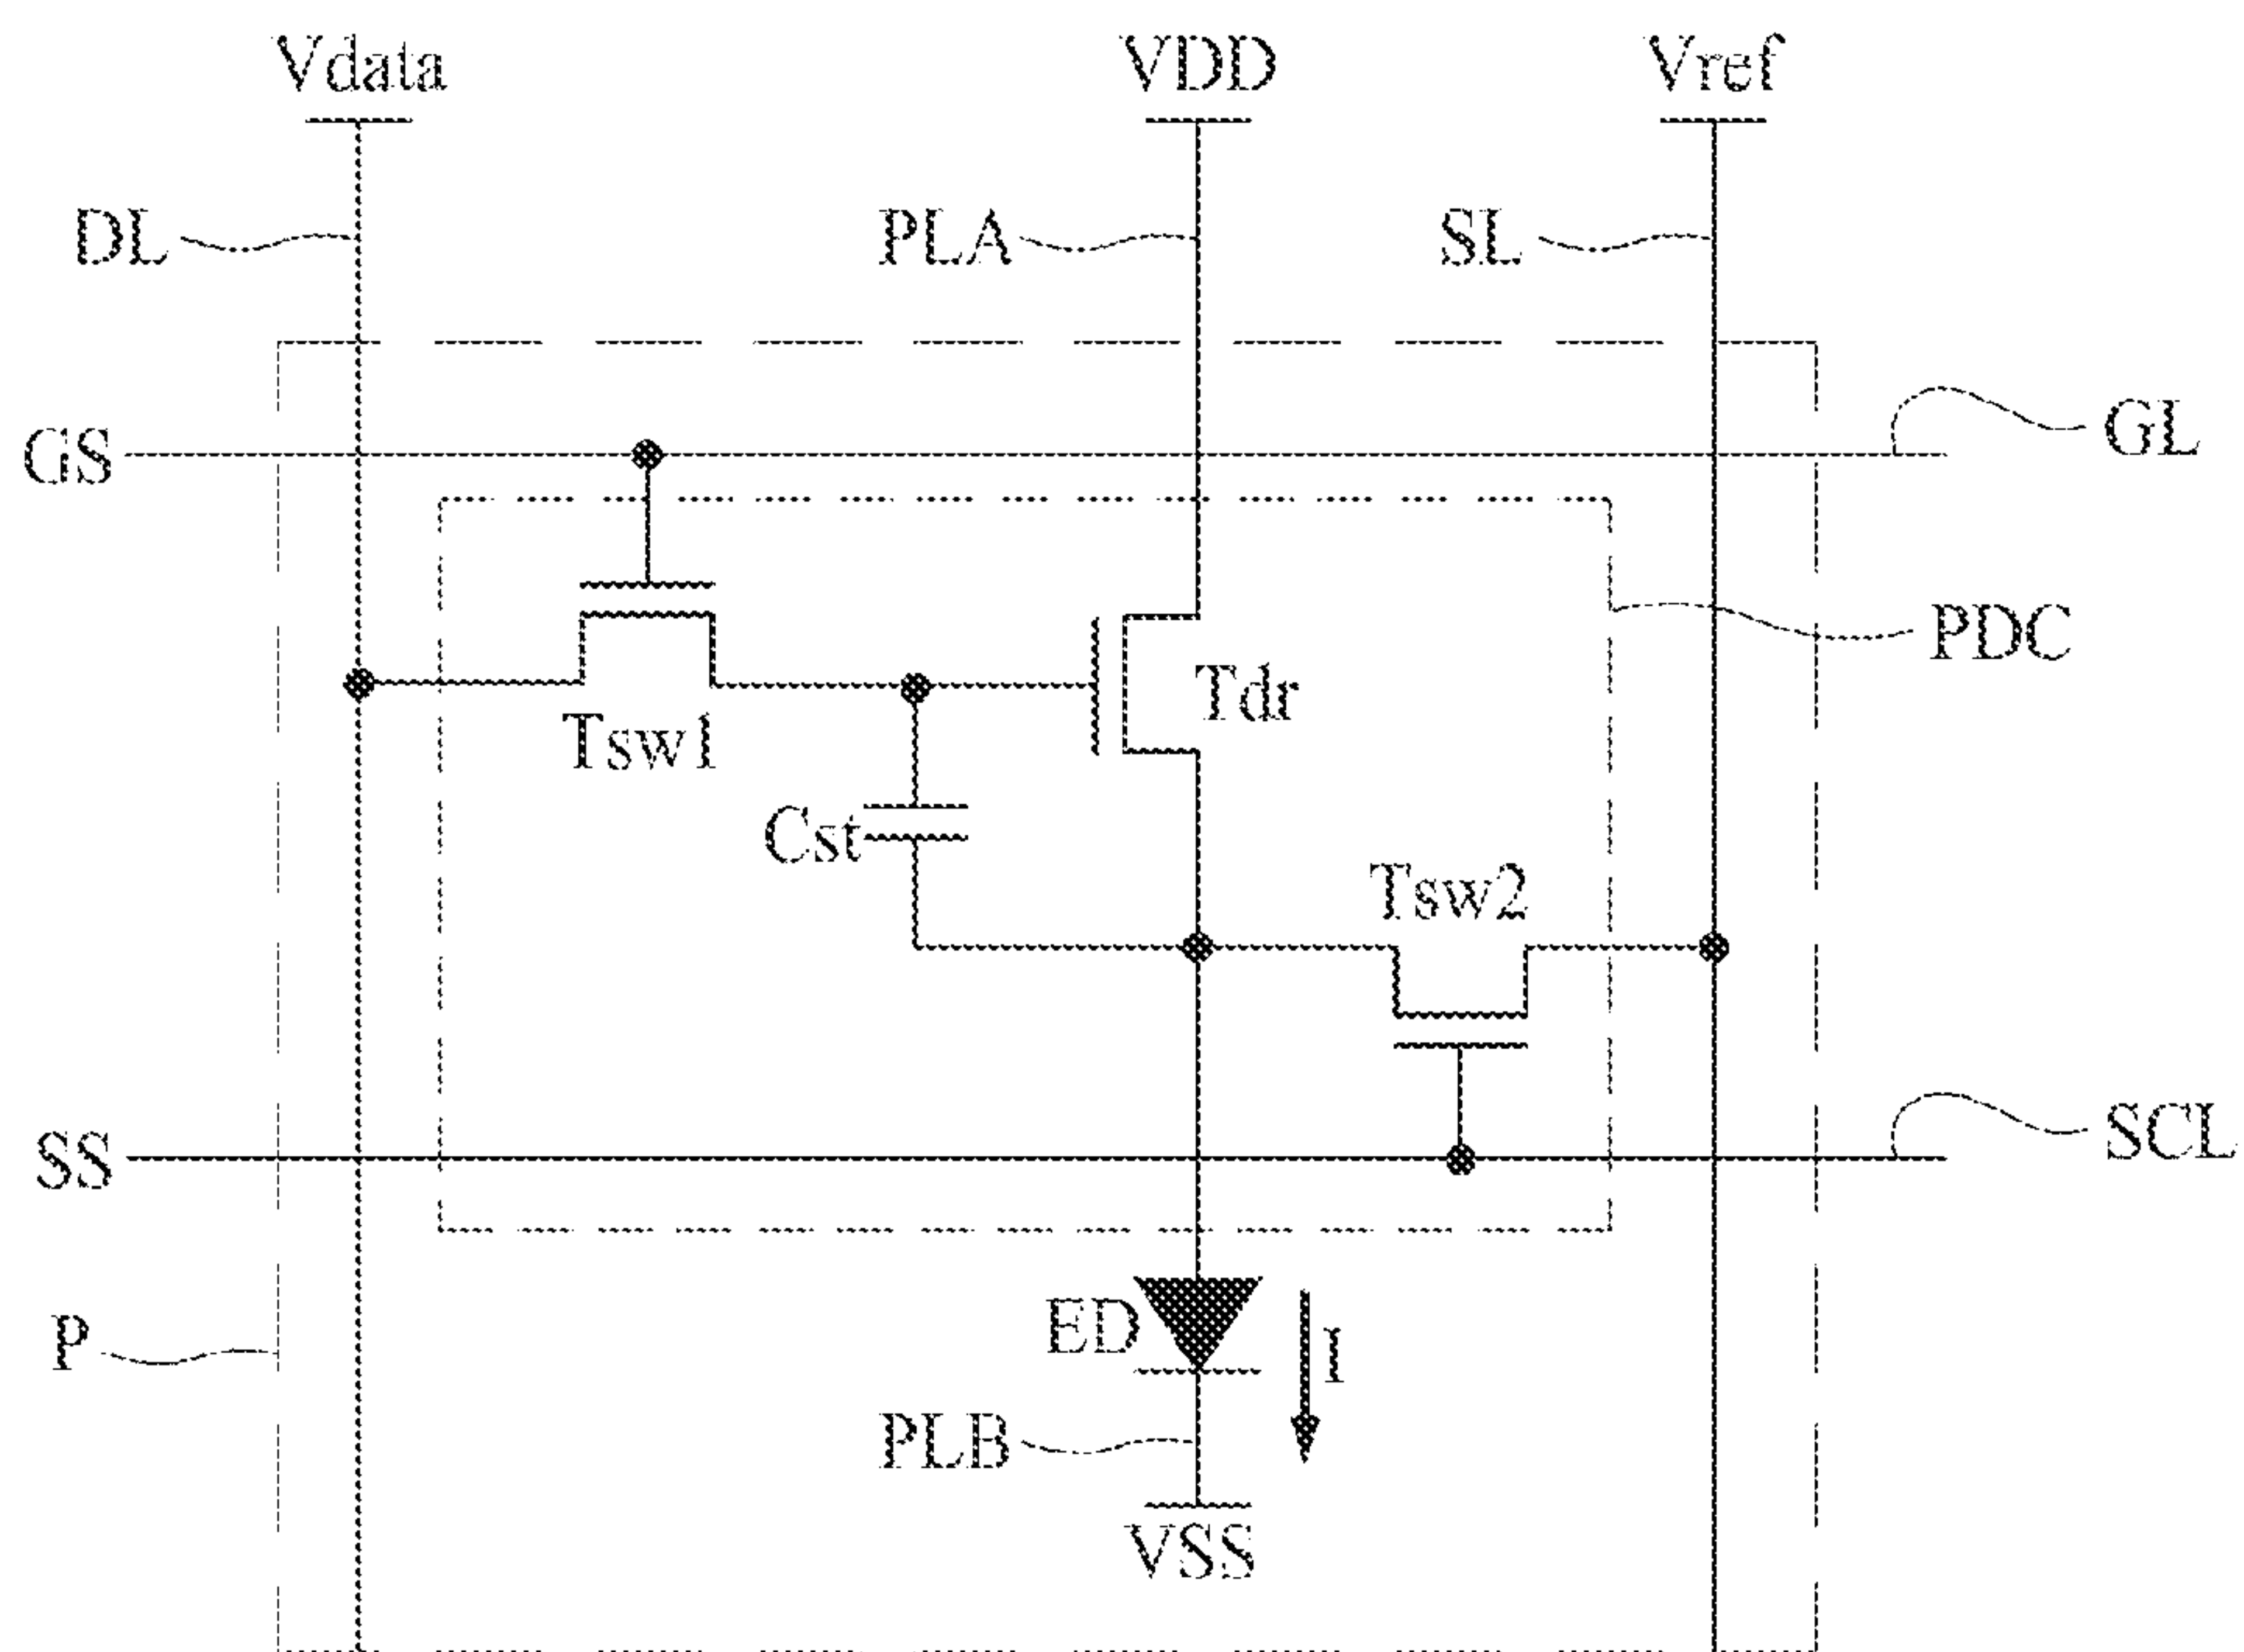 Vdata
VDD
Vref
DL
PLA
SL
GS
GL
PDC
Tdr
Tsw1
Cst
Tsw2
SS
SCL
P
ED
I
PLB
VSS